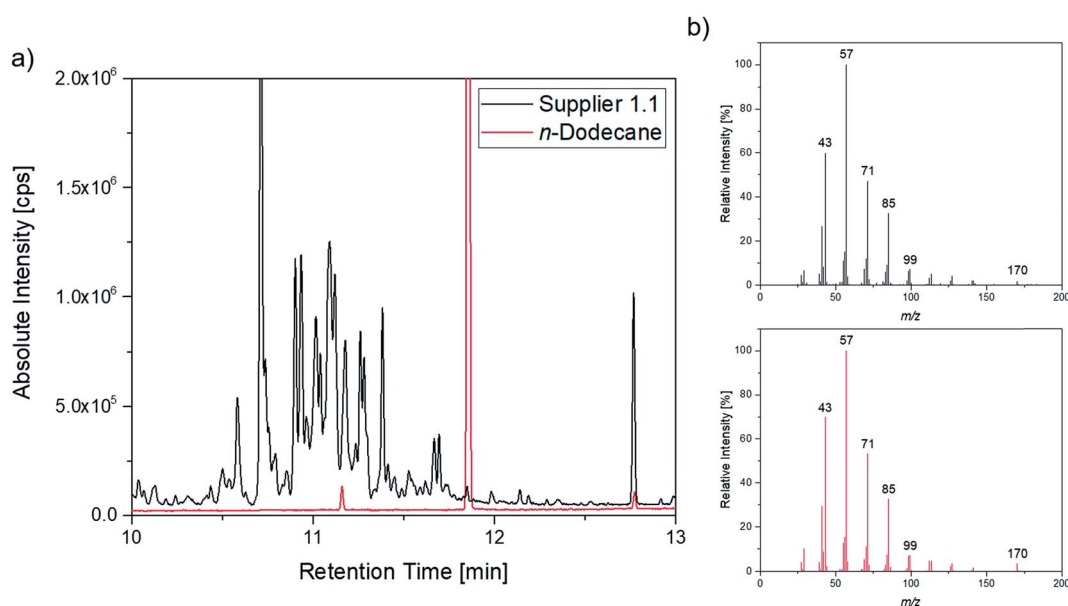 a)
Absolute Intensity [cps]
2.0x10⁶
1.5x10⁶
1.0x10⁶
5.0x10⁵
0.0
Supplier 1.1
n-Dodecane
10 11 12 13
Retention Time [min]
b)
Relative Intensity [%]
100
80
60
40
20
0
57
43
71
85
99
170
0 50 100 150 200
m/z
Relative Intensity [%]
100
80
60
40
20
0
57
43
71
85
99
170
0 50 100 150 200
m/z